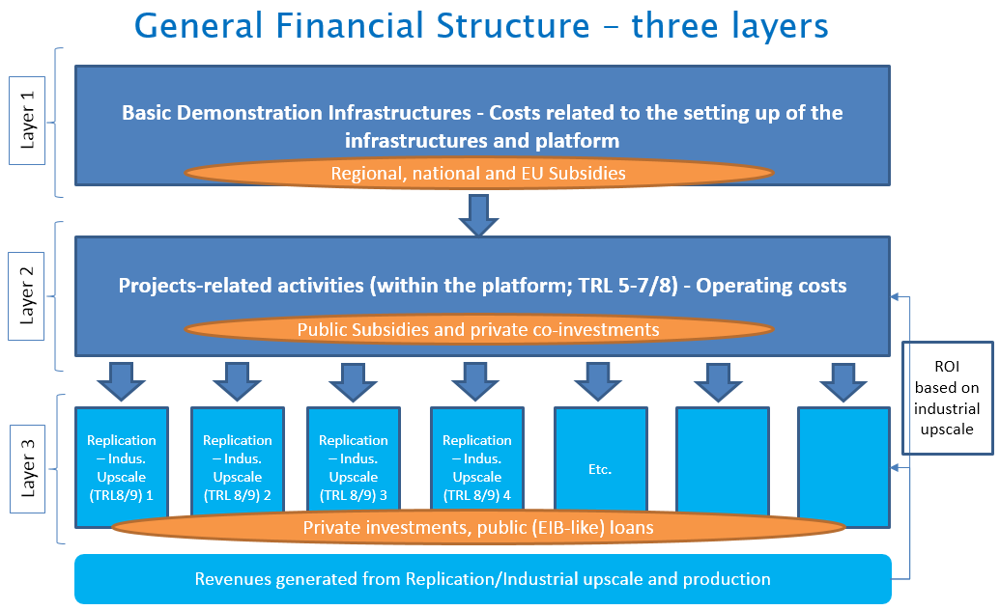 General Financial Structure – three layers
Layer 1
Basic Demonstration Infrastructures - Costs related to the setting up of the
infrastructures and platform
Regional, national and EU Subsidies
Layer 2
Projects-related activities (within the platform; TRL 5-7/8) - Operating costs
Public Subsidies and private co-investments
ROI
based on
industrial
upscale
Layer 3
Replication
– Indus.
Upscale
(TRL8/9) 1
Replication
– Indus.
Upscale
(TRL 8/9) 2
Replication
– Indus.
Upscale
(TRL 8/9) 3
Replication
– Indus.
Upscale
(TRL 8/9) 4
Etc.
Private investments, public (EIB-like) loans
Revenues generated from Replication/Industrial upscale and production